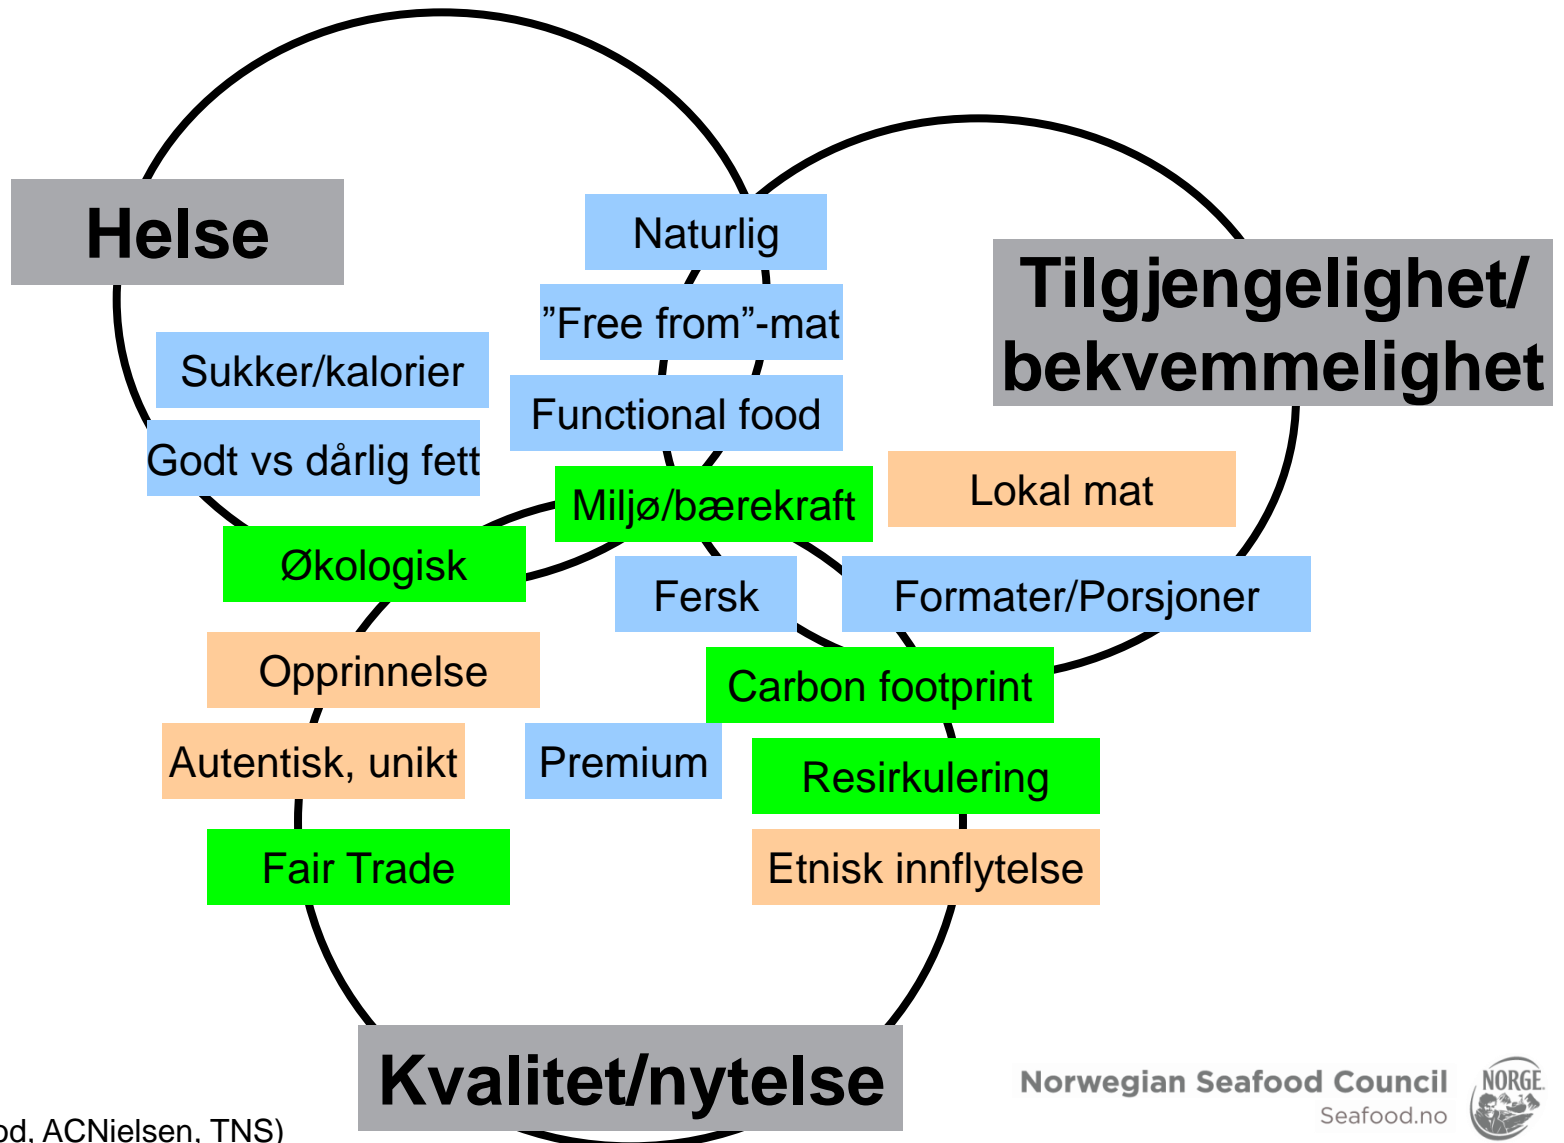 Helse
Naturlig
Tilgjengelighet/
bekvemmelighet
”Free from”-mat
Sukker/kalorier
Functional food
Godt vs dårlig fett
Lokal mat
Miljø/bærekraft
Økologisk
Fersk
Formater/Porsjoner
Opprinnelse
Carbon footprint
Autentisk, unikt
Premium
Resirkulering
Fair Trade
Etnisk innflytelse
Kvalitet/nytelse
Norwegian Seafood Council
Seafood.no
NORGE
ACNielsen, TNS)